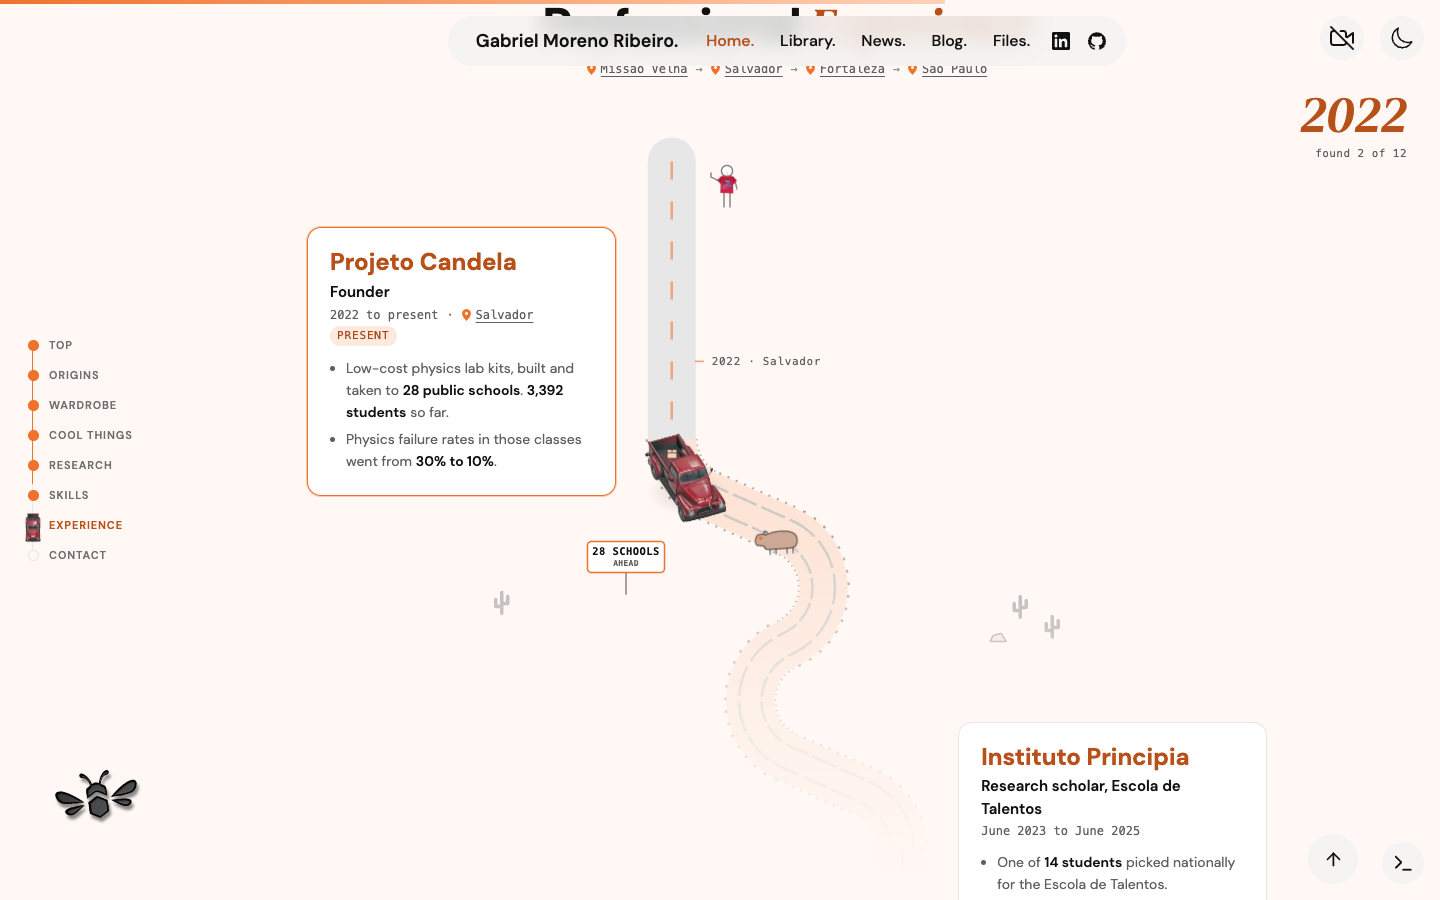 Gabriel Moreno Ribeiro.
Home.
Library.
News.
Blog.
Files.
Missão Velha → Salvador → Fortaleza → São Paulo
2022
found 2 of 12
Projeto Candela
Founder
2022 to present · Salvador
PRESENT
• Low-cost physics lab kits, built and
taken to 28 public schools. 3,392
students so far.
• Physics failure rates in those classes
went from 30% to 10%.
2022 · Salvador
TOP
ORIGINS
WARDROBE
COOL THINGS
RESEARCH
SKILLS
EXPERIENCE
CONTACT
28 SCHOOLS
AHEAD
Instituto Principia
Research scholar, Escola de
Talentos
June 2023 to June 2025
• One of 14 students picked nationally
for the Escola de Talentos.